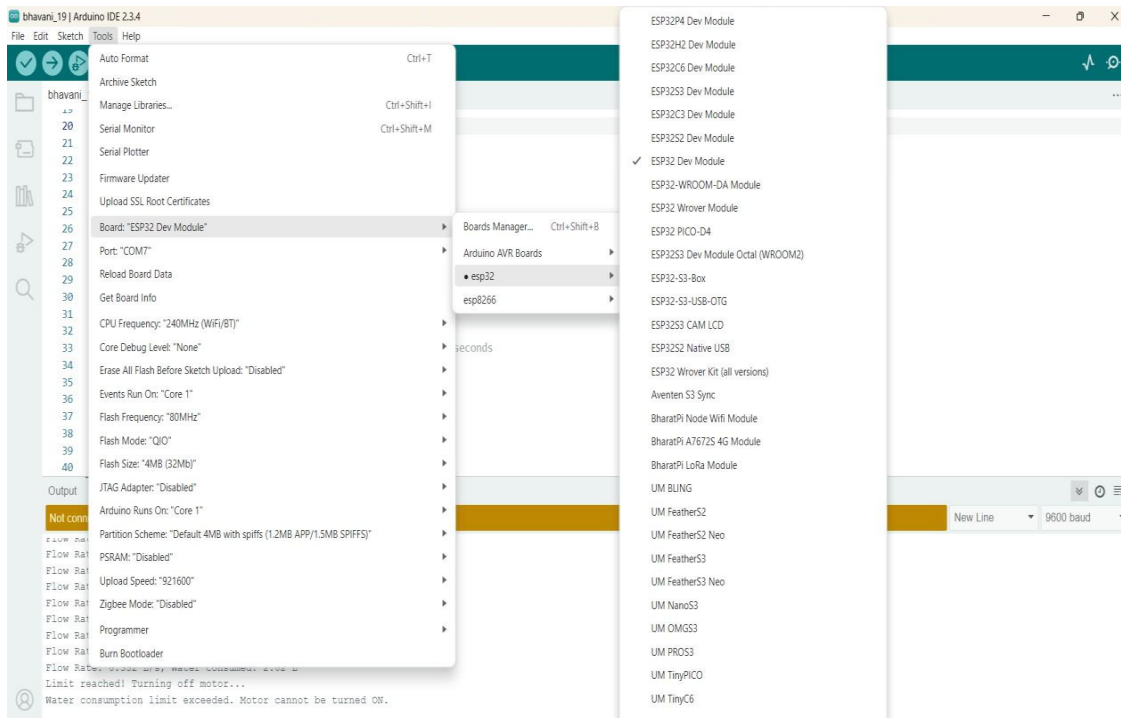 bhavani_19 | Arduino IDE 2.3.4
File Edit Sketch Tools Help
bhavani_
19
20
21
22
23
24
25
26
27
28
29
30
31
32
33
34
35
36
37
38
39
40
Auto Format Ctrl+T
Archive Sketch
Manage Libraries... Ctrl+Shift+I
Serial Monitor Ctrl+Shift+M
Serial Plotter
Firmware Updater
Upload SSL Root Certificates
Board: "ESP32 Dev Module"
Port: "COM7"
Reload Board Data
Get Board Info
CPU Frequency: "240MHz (WiFi/BT)"
Core Debug Level: "None"
Erase All Flash Before Sketch Upload: "Disabled"
Events Run On: "Core 1"
Flash Frequency: "80MHz"
Flash Mode: "QIO"
Flash Size: "4MB (32Mb)"
JTAG Adapter: "Disabled"
Arduino Runs On: "Core 1"
Partition Scheme: "Default 4MB with spiffs (1.2MB APP/1.5MB SPIFFS)"
PSRAM: "Disabled"
Upload Speed: "921600"
Zigbee Mode: "Disabled"
Programmer
Burn Bootloader
Boards Manager... Ctrl+Shift+B
Arduino AVR Boards
• esp32
esp8266
seconds
ESP32P4 Dev Module
ESP32H2 Dev Module
ESP32C6 Dev Module
ESP32S3 Dev Module
ESP32C3 Dev Module
ESP32S2 Dev Module
✓ ESP32 Dev Module
ESP32-WROOM-DA Module
ESP32 Wrover Module
ESP32 PICO-D4
ESP32S3 Dev Module Octal (WROOM2)
ESP32-S3-Box
ESP32-S3-USB-OTG
ESP32S3 CAM LCD
ESP32S2 Native USB
ESP32 Wrover Kit (all versions)
Aventen S3 Sync
BharatPi Node Wifi Module
BharatPi A7672S 4G Module
BharatPi LoRa Module
UM BLING
UM FeatherS2
UM FeatherS2 Neo
UM FeatherS3
UM FeatherS3 Neo
UM NanoS3
UM OMGS3
UM PROS3
UM TinyPICO
UM TinyC6
Output
Not conn
New Line 9600 baud
Flow Rat
Flow Rat
Flow Rat
Flow Rat
Flow Rat
Flow Rat
Flow Rat
Flow Rate:
Limit reached! Turning off motor...
Water consumption limit exceeded. Motor cannot be turned ON.